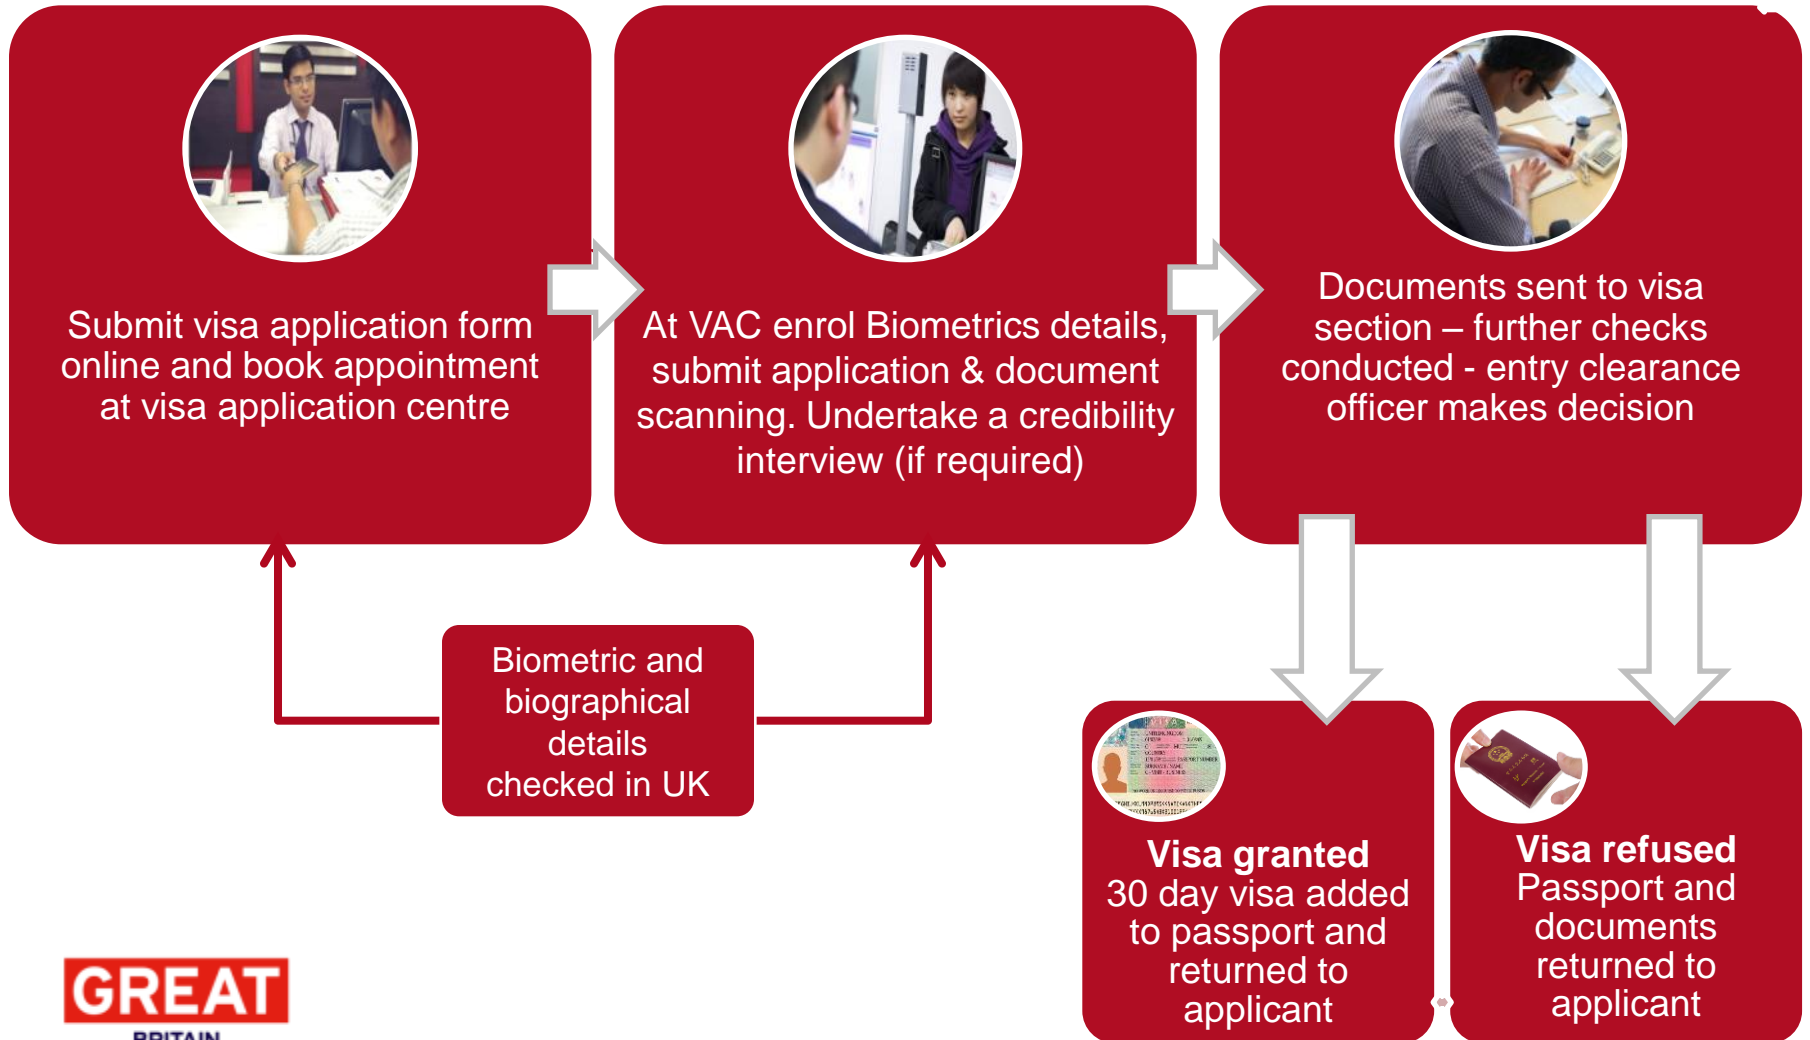 Submit visa application form
online and book appointment
at visa application centre
At VAC enrol Biometrics details,
submit application & document
scanning. Undertake a credibility
interview (if required)
Documents sent to visa
section – further checks
conducted - entry clearance
officer makes decision
Biometric and
biographical
details
checked in UK
Visa granted
30 day visa added
to passport and
returned to
applicant
Visa refused
Passport and
documents
returned to
applicant
GREAT
BRITAIN